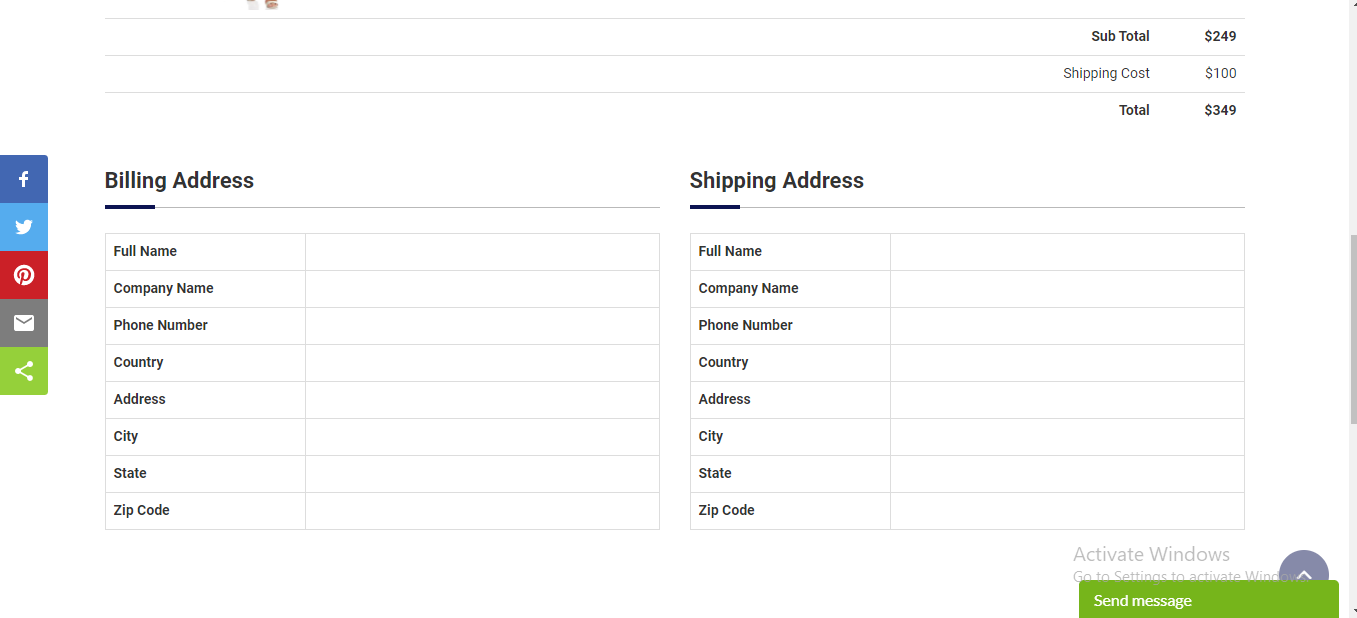 Sub Total $249
Shipping Cost $100
Total $349
Billing Address
Full Name
Company Name
Phone Number
Country
Address
City
State
Zip Code
Shipping Address
Full Name
Company Name
Phone Number
Country
Address
City
State
Zip Code
Activate Windows
Go to Settings to activate Windows.
Send message